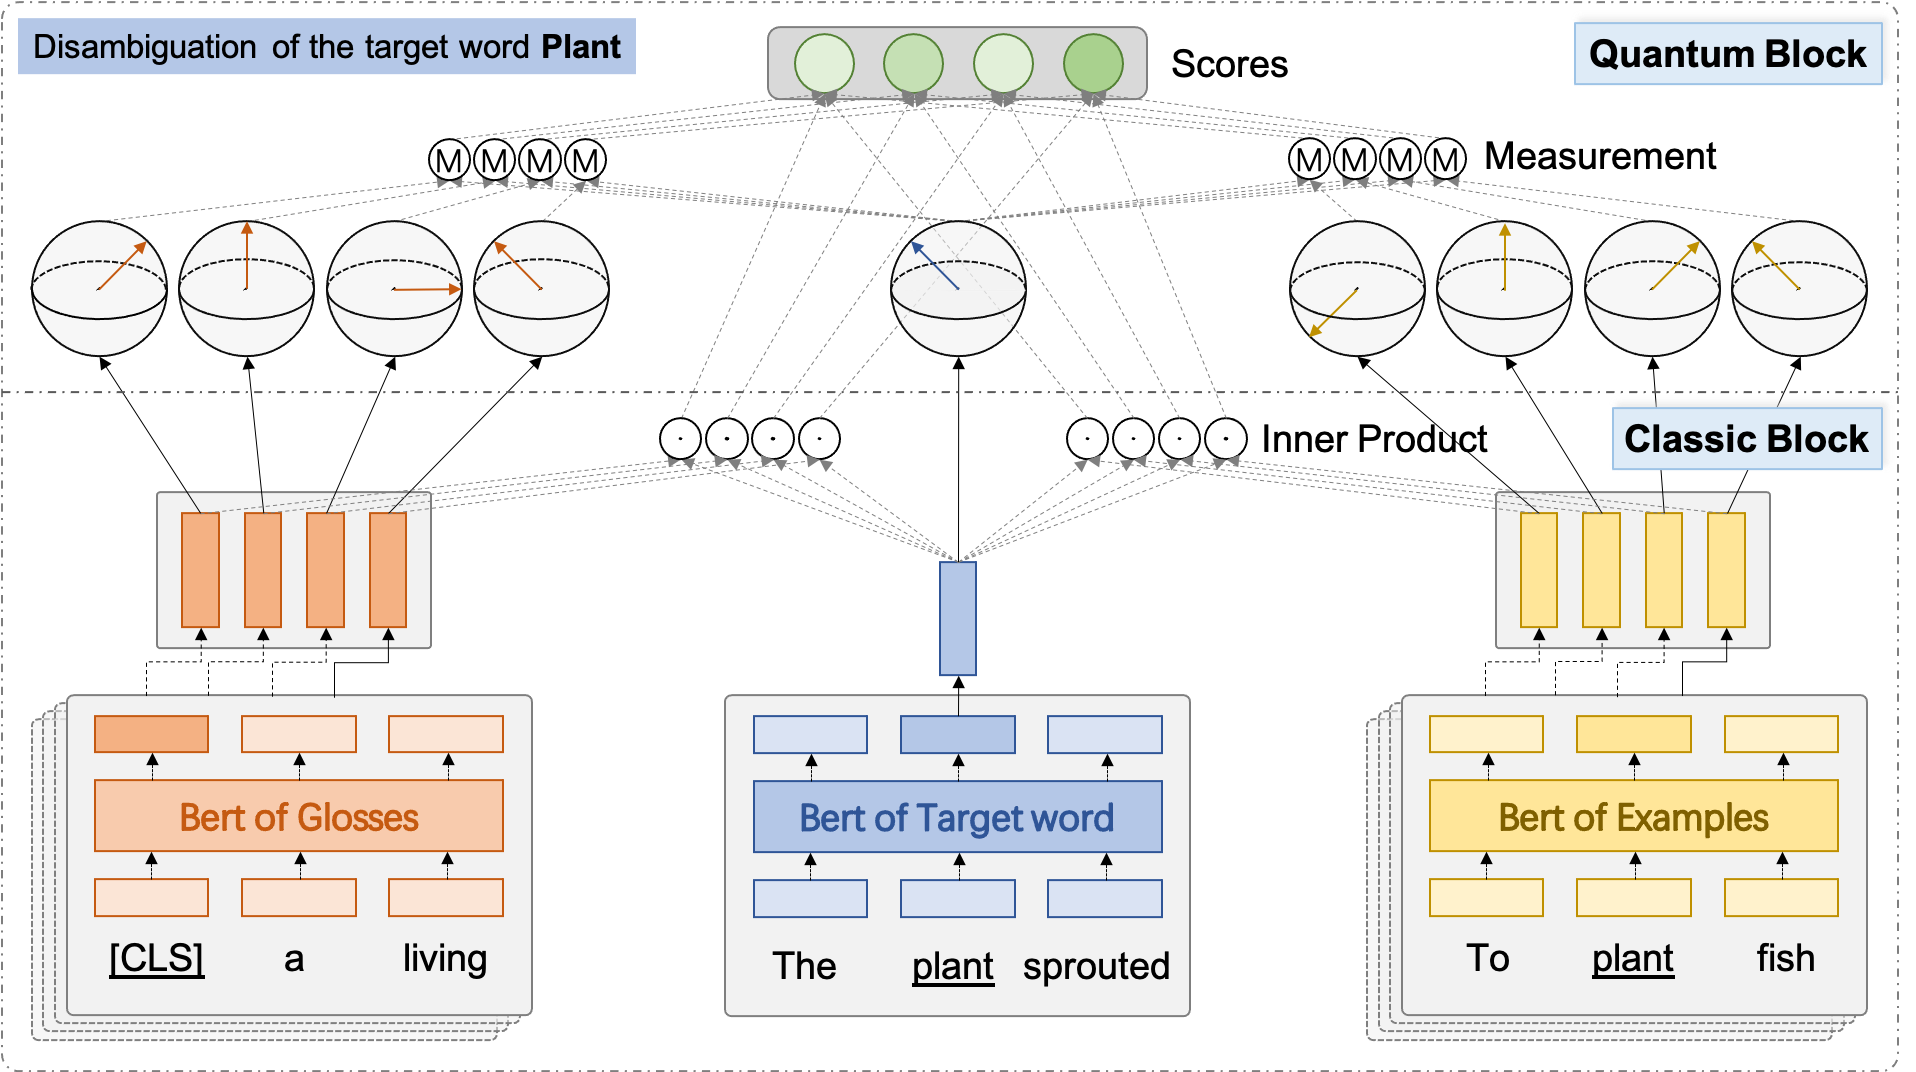 Disambiguation of the target word Plant
Scores
Quantum Block
M M M M
M M M M
Measurement
Inner Product
Classic Block
Bert of Glosses
[CLS] a living
Bert of Target word
The plant sprouted
Bert of Examples
To plant fish